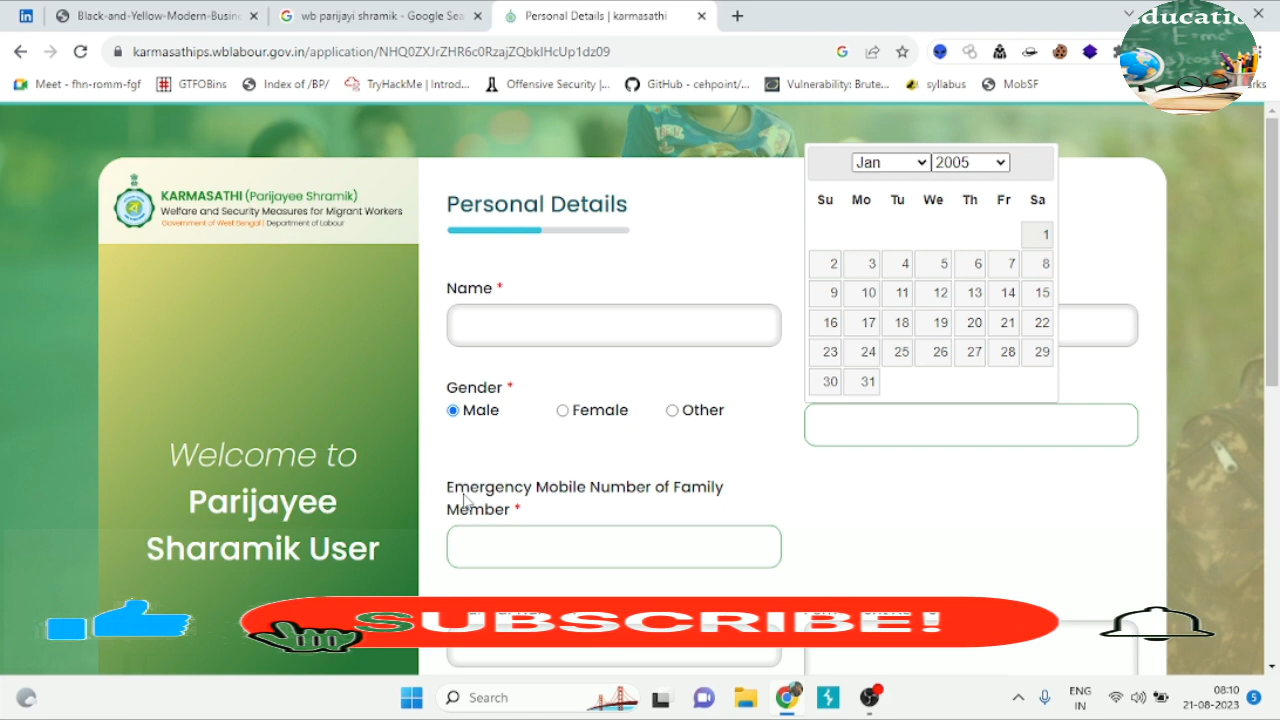 Black-and-Yellow-Modern-Busin
wb parijayi shramik - Google Sea
Personal Details | karmasathi
karmasathips.wblabour.gov.in/application/NHQ0ZXJrZHR6c0RzajZQbklHcUp1dz09
Meet - fhn-romm-fgf
GTFOBins
Index of /BP/
TryHackMe | Introd...
Offensive Security |...
GitHub - cehpoint/...
Vulnerability: Brute...
syllabus
MobSF
Educatio
E=mc²
KARMASATHI (Parijayee Shramik)
Welfare and Security Measures for Migrant Workers
Government of West Bengal | Department of Labour
Personal Details
Jan 2005
Su Mo Tu We Th Fr Sa
1
2 3 4 5 6 7 8
9 10 11 12 13 14 15
16 17 18 19 20 21 22
23 24 25 26 27 28 29
30 31
Name *
Gender *
Male Female Other
Emergency Mobile Number of Family
Member *
Welcome to
Parijayee
Sharamik User
SUBSCRIBE!
Search
ENG
IN
08:10
21-08-2023
5